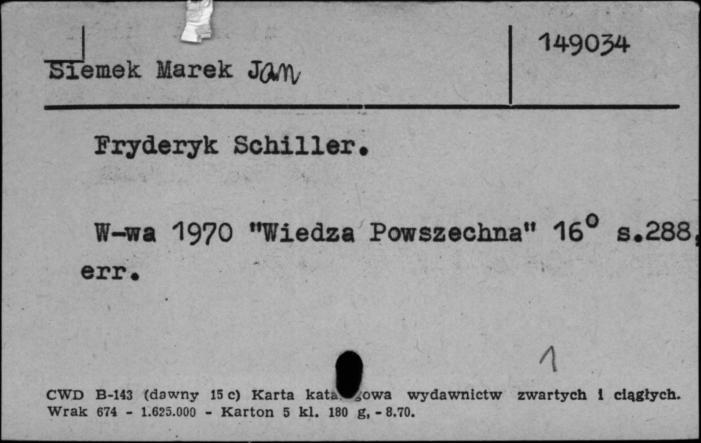 149034
Siemek Marek Jan
Fryderyk Schiller.
W-wa 1970 "Wiedza Powszechna" 16° s.288,
err.
1
CWD B-143 (dawny 15 c) Karta kata gowa wydawnictw zwartych i ciągłych.
Wrak 674 - 1.625.000 - Karton 5 kl. 180 g, - 8.70.